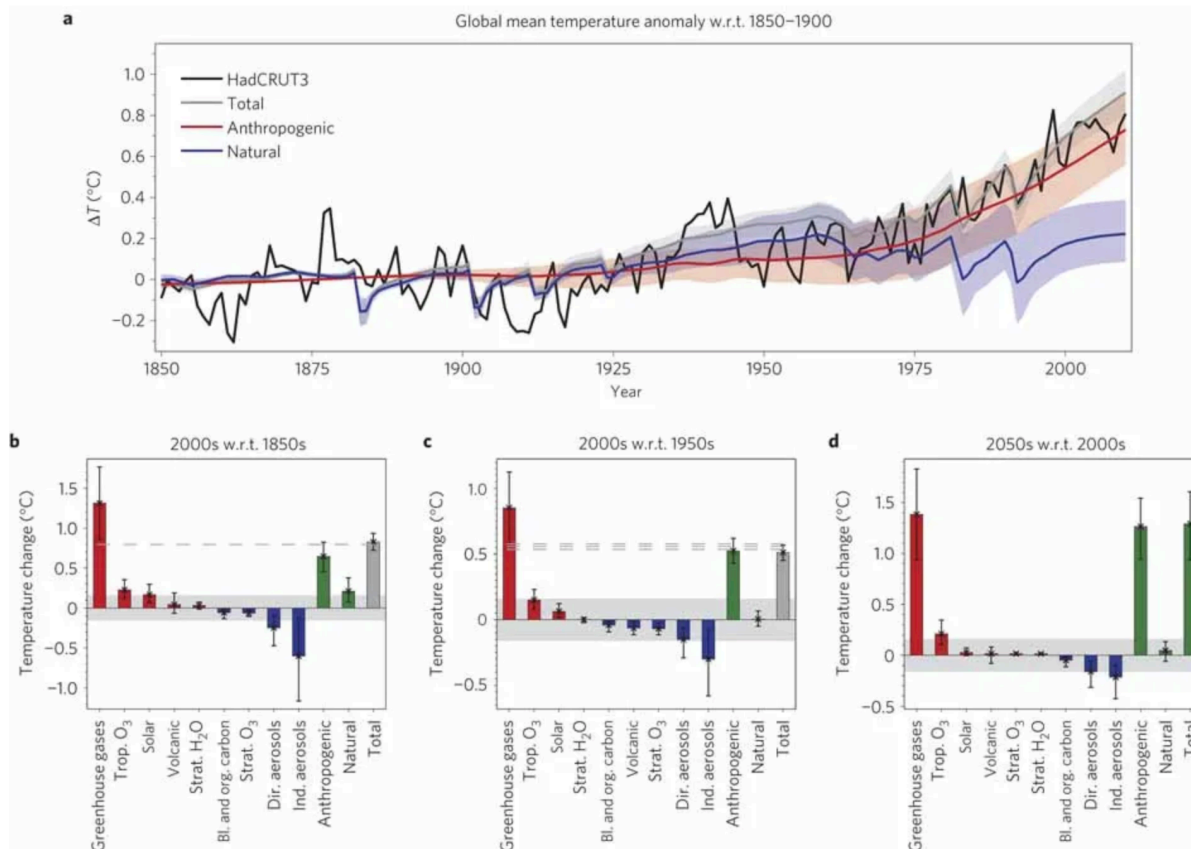 a
Global mean temperature anomaly w.r.t. 1850–1900
HadCRUT3
Total
Anthropogenic
Natural
1.0
0.8
0.6
0.4
0.2
0
−0.2
ΔT (°C)
1850
1875
1900
1925
1950
1975
2000
Year
b
2000s w.r.t. 1850s
Temperature change (°C)
1.5
1.0
0.5
0
−0.5
−1.0
Greenhouse gases
Trop. O₃
Solar
Volcanic
Strat. H₂O
Bl. and org. carbon
Strat. O₃
Dir. aerosols
Ind. aerosols
Anthropogenic
Natural
Total
c
2000s w.r.t. 1950s
Temperature change (°C)
1.0
0.5
0
−0.5
Greenhouse gases
Trop. O₃
Solar
Strat. H₂O
Bl. and org. carbon
Volcanic
Strat. O₃
Dir. aerosols
Ind. aerosols
Anthropogenic
Natural
Total
d
2050s w.r.t. 2000s
Temperature change (°C)
1.5
1.0
0.5
0
−0.5
Greenhouse gases
Trop. O₃
Solar
Volcanic
Strat. O₃
Strat. H₂O
Bl. and org. carbon
Dir. aerosols
Ind. aerosols
Anthropogenic
Natural
Total